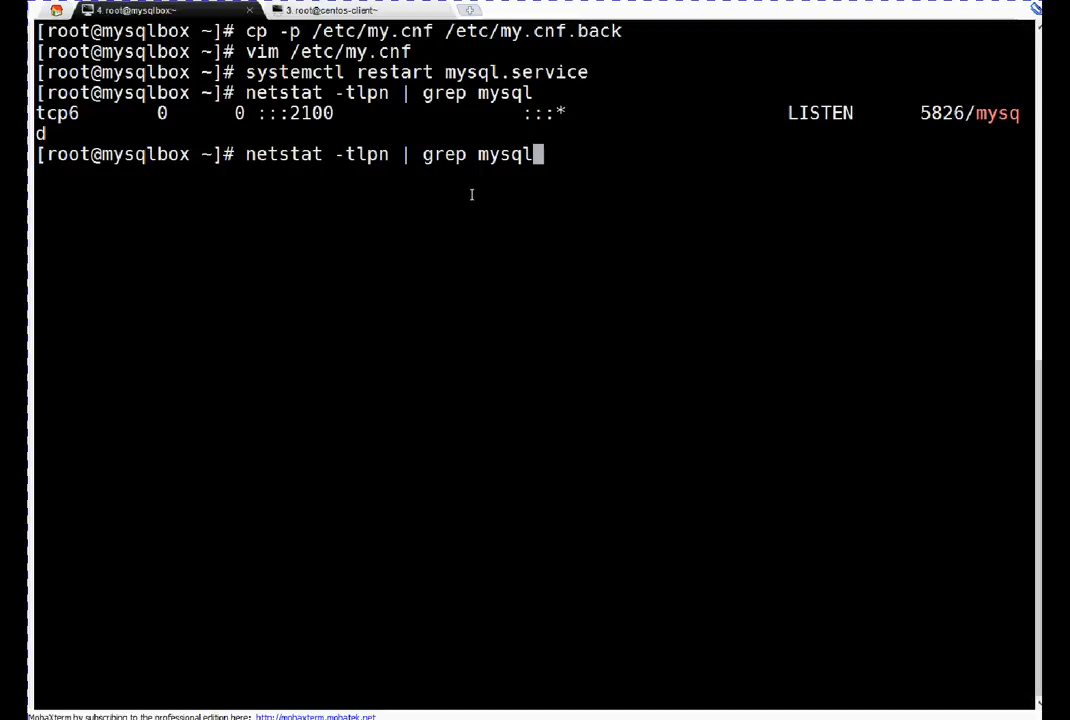 4. root@mysqlbox:~
3. root@centos-client:~
[root@mysqlbox ~]# cp -p /etc/my.cnf /etc/my.cnf.back
[root@mysqlbox ~]# vim /etc/my.cnf
[root@mysqlbox ~]# systemctl restart mysql.service
[root@mysqlbox ~]# netstat -tlpn | grep mysql
tcp6       0      0 :::2100                 :::*                    LISTEN      5826/mysq
d
[root@mysqlbox ~]# netstat -tlpn | grep mysql
MobaXterm by subscribing to the professional edition here: http://mobaxterm.mobatek.net